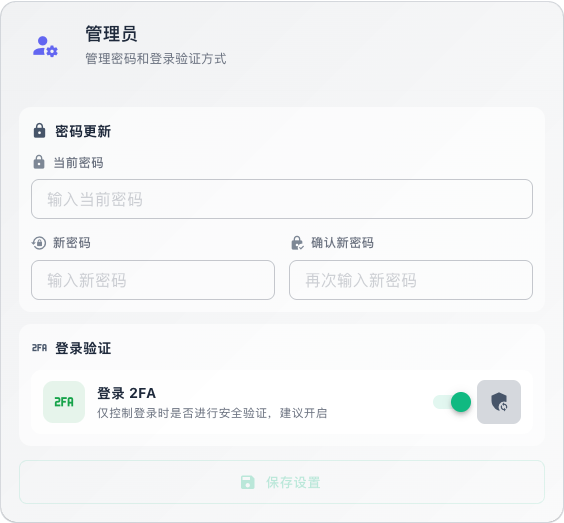 管理员
管理密码和登录验证方式
密码更新
当前密码
输入当前密码
新密码
确认新密码
输入新密码
再次输入新密码
2FA 登录验证
2FA
登录 2FA
仅控制登录时是否进行安全验证，建议开启
保存设置